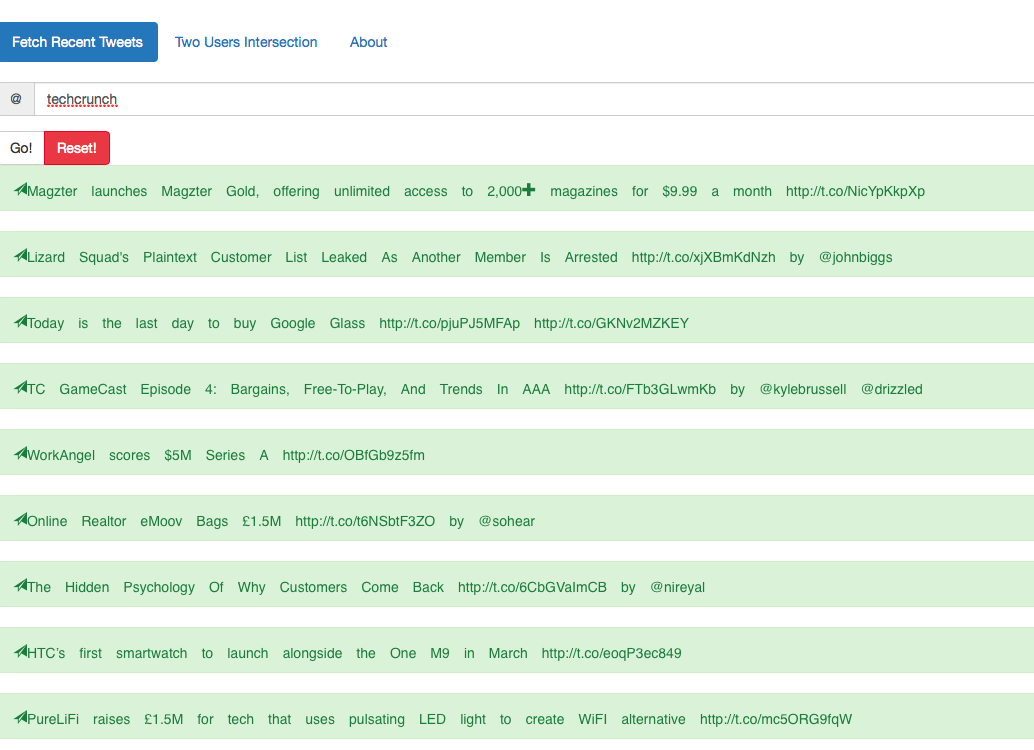 Fetch Recent Tweets Two Users Intersection About
@ techcrunch
Go! Reset!
Magzter launches Magzter Gold, offering unlimited access to 2,000+ magazines for $9.99 a month http://t.co/NicYpKkpXp
Lizard Squad's Plaintext Customer List Leaked As Another Member Is Arrested http://t.co/xjXBmKdNzh by @johnbiggs
Today is the last day to buy Google Glass http://t.co/pjuPJ5MFAp http://t.co/GKNv2MZKEY
TC GameCast Episode 4: Bargains, Free-To-Play, And Trends In AAA http://t.co/FTb3GLwmKb by @kylebrussell @drizzled
WorkAngel scores $5M Series A http://t.co/OBfGb9z5fm
Online Realtor eMoov Bags £1.5M http://t.co/t6NSbtF3ZO by @sohear
The Hidden Psychology Of Why Customers Come Back http://t.co/6CbGVaImCB by @nireyal
HTC’s first smartwatch to launch alongside the One M9 in March http://t.co/eoqP3ec849
PureLiFi raises £1.5M for tech that uses pulsating LED light to create WiFI alternative http://t.co/mc5ORG9fqW